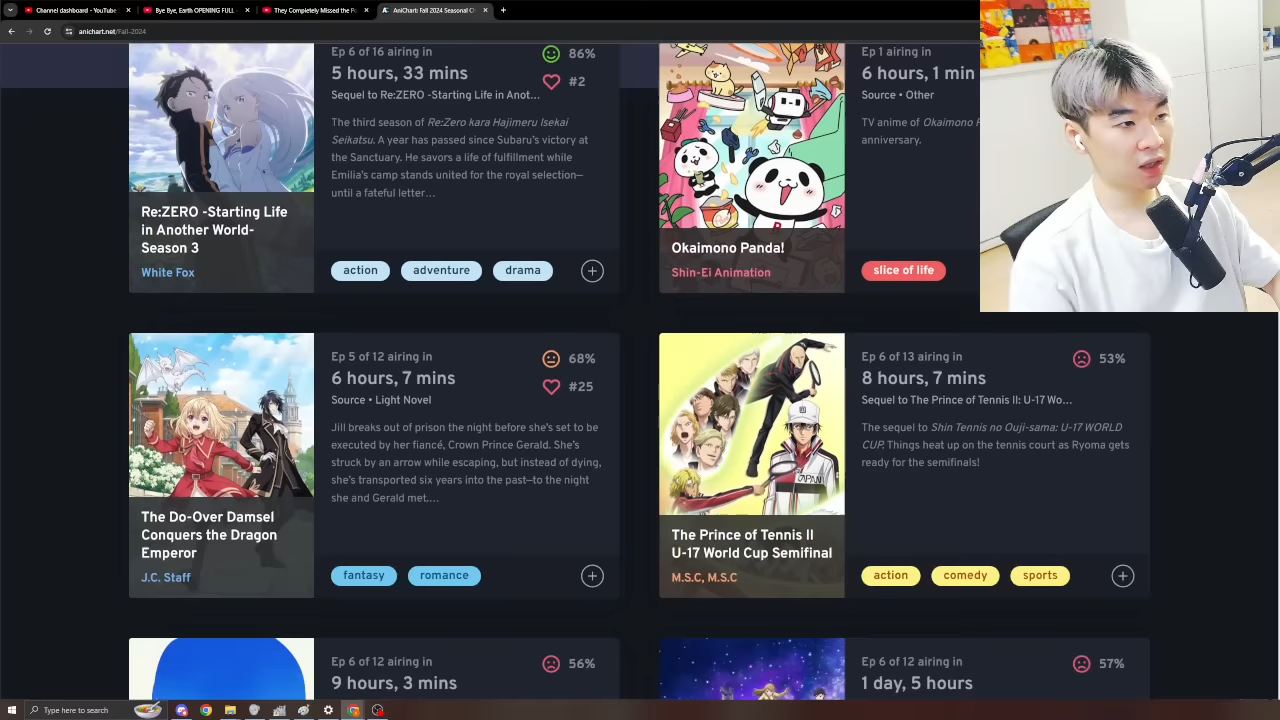 Channel dashboard - YouTube
Bye Bye, Earth OPENING FULL
They Completely Missed the Po
AniChart: Fall 2024 Seasonal C
anichart.net/Fall-2024
Ep 6 of 16 airing in
86%
5 hours, 33 mins
#2
Sequel to Re:ZERO -Starting Life in Anot...
The third season of Re:Zero kara Hajimeru Isekai
Seikatsu. A year has passed since Subaru's victory at
the Sanctuary. He savors a life of fulfillment while
Emilia's camp stands united for the royal selection—
until a fateful letter...
Re:ZERO -Starting Life
in Another World-
Season 3
White Fox
action
adventure
drama
Ep 1 airing in
6 hours, 1 min
Source • Other
TV anime of Okaimono
anniversary.
Okaimono Panda!
Shin-Ei Animation
slice of life
Ep 5 of 12 airing in
68%
6 hours, 7 mins
#25
Source • Light Novel
Jill breaks out of prison the night before she's set to be
executed by her fiancé, Crown Prince Gerald. She's
struck by an arrow while escaping, but instead of dying,
she's transported six years into the past—to the night
she and Gerald met....
The Do-Over Damsel
Conquers the Dragon
Emperor
J.C. Staff
fantasy
romance
Ep 6 of 13 airing in
53%
8 hours, 7 mins
Sequel to The Prince of Tennis II: U-17 Wo...
The sequel to Shin Tennis no Ouji-sama: U-17 WORLD
CUP. Things heat up on the tennis court as Ryoma gets
ready for the semifinals!
JAPAN
The Prince of Tennis II
U-17 World Cup Semifinal
M.S.C, M.S.C
action
comedy
sports
Ep 6 of 12 airing in
56%
9 hours, 3 mins
Ep 6 of 12 airing in
57%
1 day, 5 hours
Type here to search